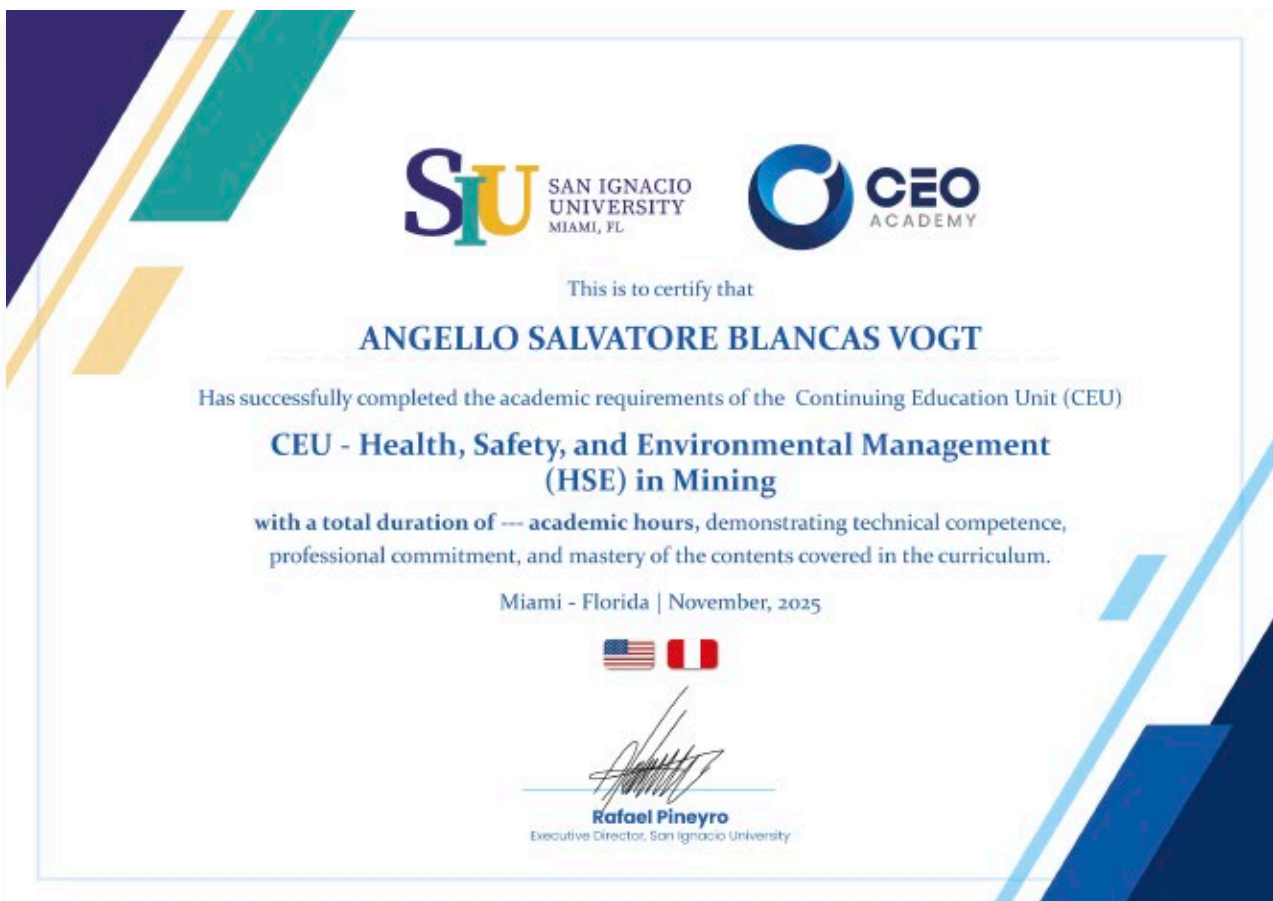 SIU
SAN IGNACIO
UNIVERSITY
MIAMI, FL
CEO
ACADEMY
This is to certify that
ANGELLO SALVATORE BLANCAS VOGT
Has successfully completed the academic requirements of the Continuing Education Unit (CEU)
CEU - Health, Safety, and Environmental Management
(HSE) in Mining
with a total duration of --- academic hours, demonstrating technical competence,
professional commitment, and mastery of the contents covered in the curriculum.
Miami - Florida | November, 2025
Rafael Pineyro
Executive Director, San Ignacio University